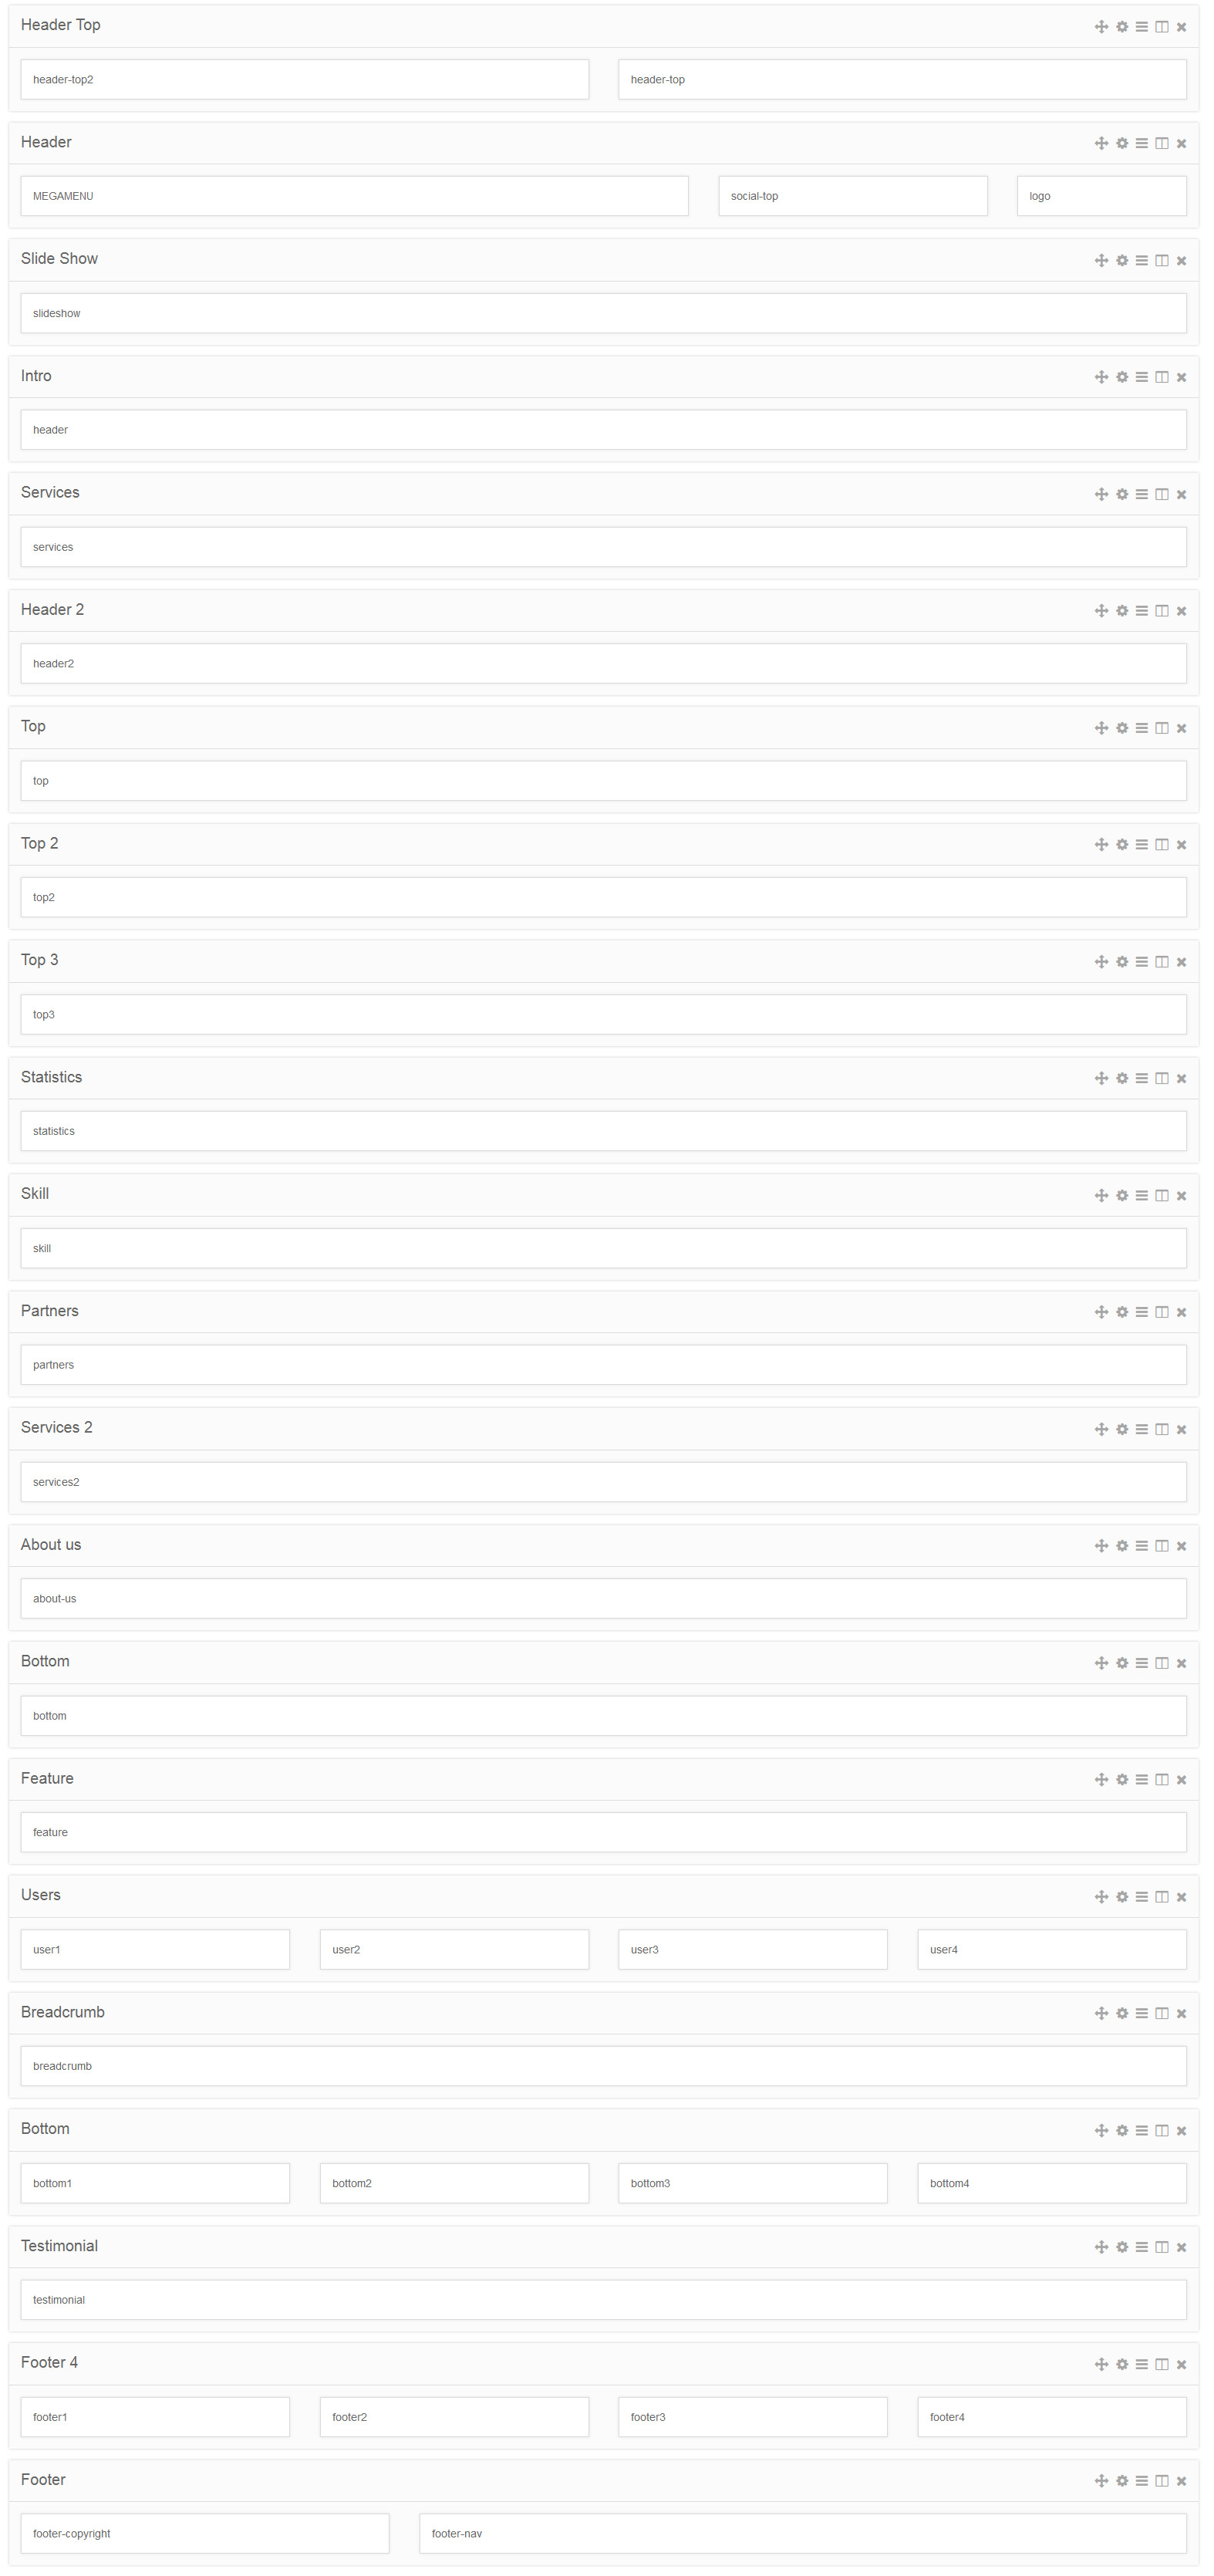 Header Top
header-top2 header-top
Header
MEGAMENU social-top logo
Slide Show
slideshow
Intro
header
Services
services
Header 2
header2
Top
top
Top 2
top2
Top 3
top3
Statistics
statistics
Skill
skill
Partners
partners
Services 2
services2
About us
about-us
Bottom
bottom
Feature
feature
Users
user1 user2 user3 user4
Breadcrumb
breadcrumb
Bottom
bottom1 bottom2 bottom3 bottom4
Testimonial
testimonial
Footer 4
footer1 footer2 footer3 footer4
Footer
footer-copyright footer-nav